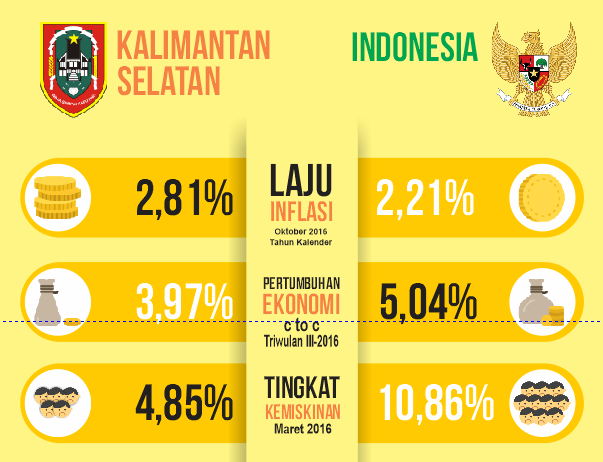 KALIMANTAN
SELATAN
INDONESIA
2,81%
LAJU
INFLASI
Oktober 2016
Tahun Kalender
2,21%
3,97%
PERTUMBUHAN
EKONOMI
c to c
Triwulan III-2016
5,04%
4,85%
TINGKAT
KEMISKINAN
Maret 2016
10,86%